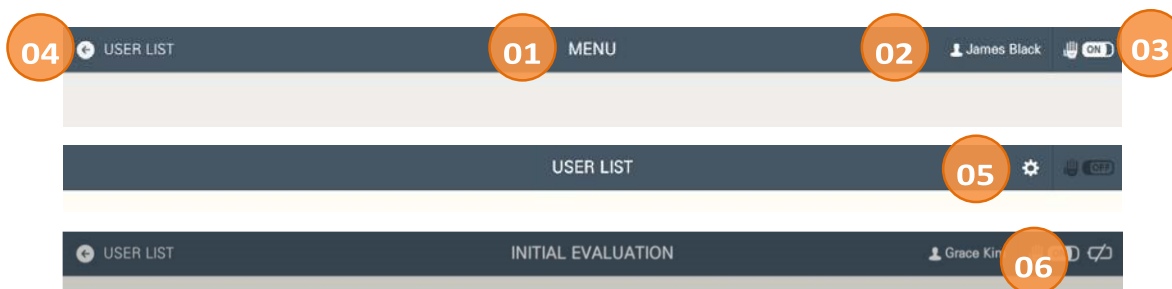 04 USER LIST 01 MENU 02 James Black ON 03
USER LIST 05 OFF
USER LIST INITIAL EVALUATION Grace Kin 06